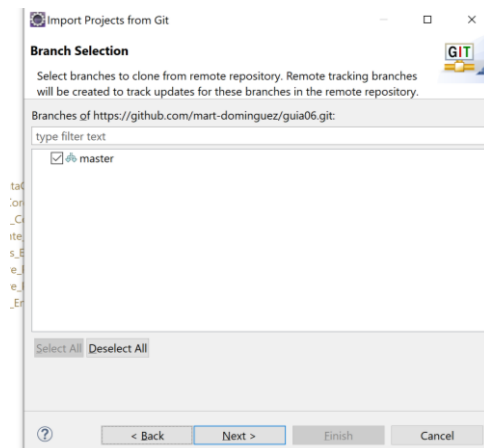 Import Projects from Git
Branch Selection
GIT
Select branches to clone from remote repository. Remote tracking branches
will be created to track updates for these branches in the remote repository.
Branches of https://github.com/mart-dominguez/guia06.git:
type filter text
master
Select All Deselect All
< Back Next > Finish Cancel